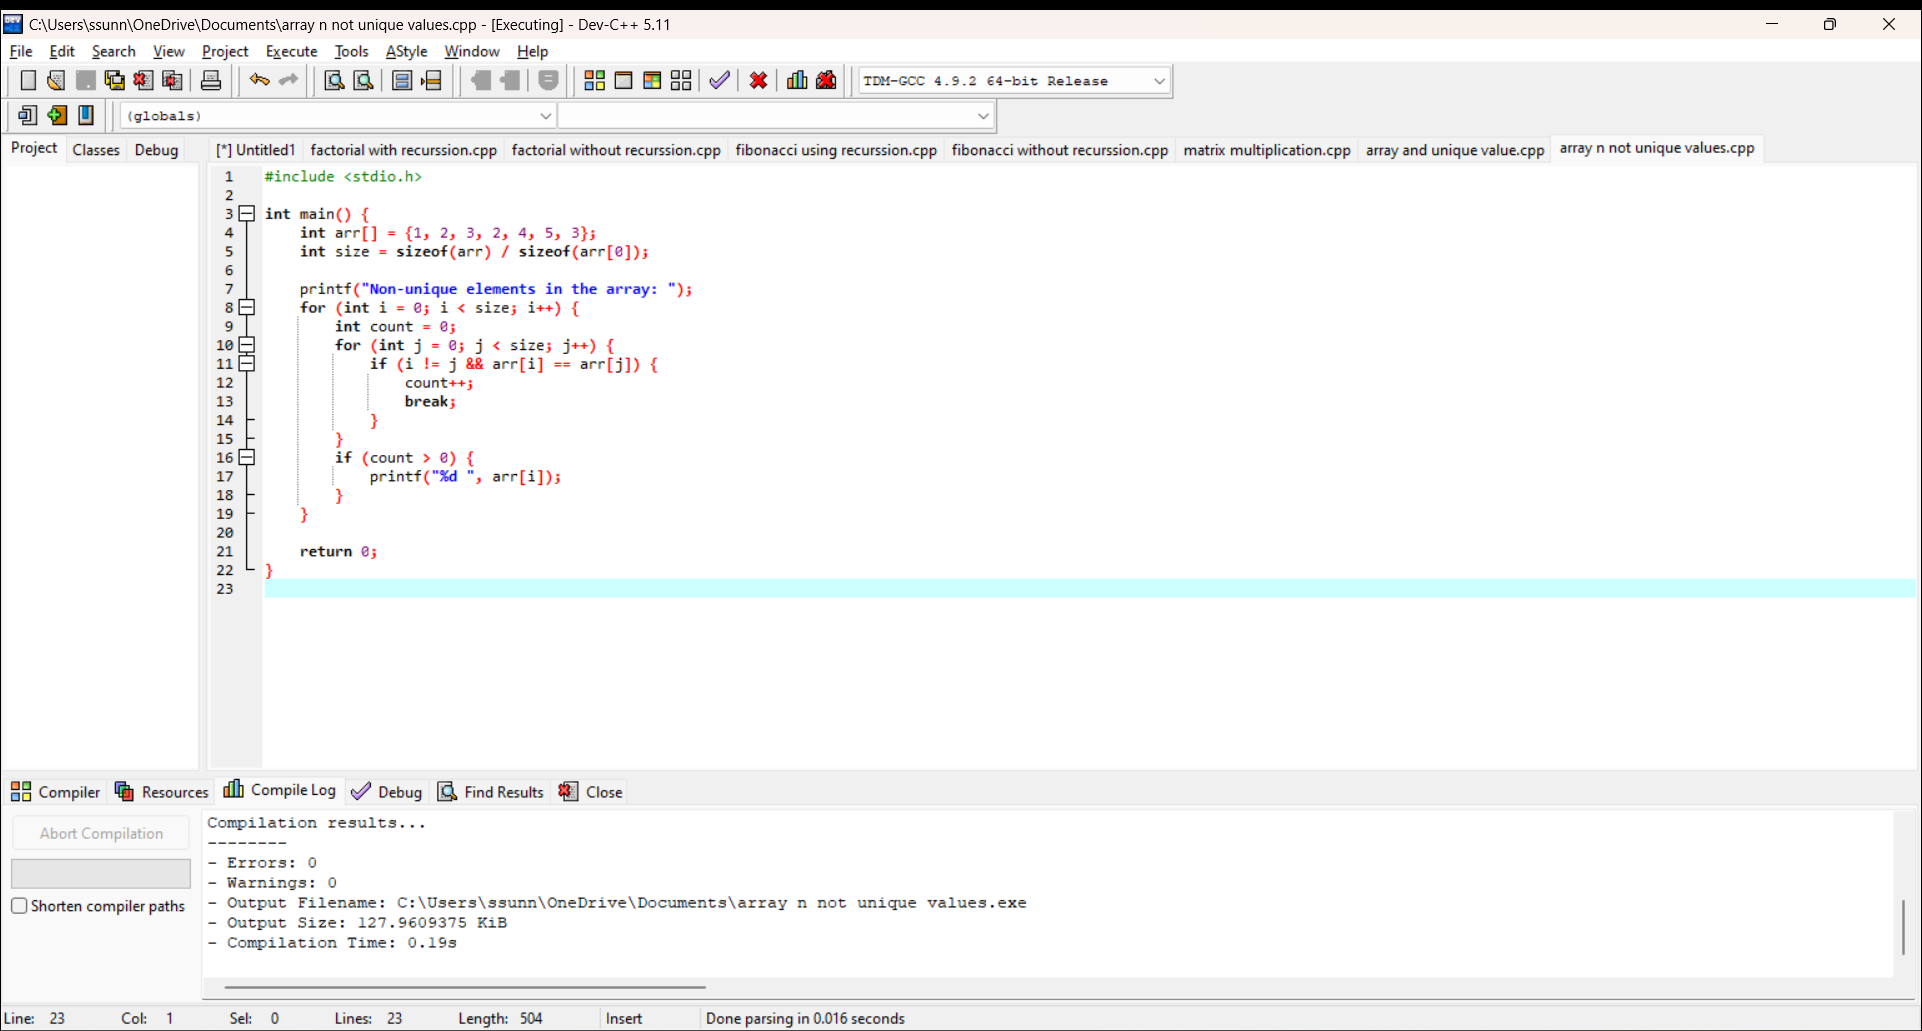 C:\Users\ssunn\OneDrive\Documents\array n not unique values.cpp - [Executing] - Dev-C++ 5.11
File Edit Search View Project Execute Tools AStyle Window Help
TDM-GCC 4.9.2 64-bit Release
(globals)
Project Classes Debug
[*] Untitled1 factorial with recurssion.cpp factorial without recurssion.cpp fibonacci using recurssion.cpp fibonacci without recurssion.cpp matrix multiplication.cpp array and unique value.cpp array n not unique values.cpp
1 #include <stdio.h>
2
3 int main() {
4     int arr[] = {1, 2, 3, 2, 4, 5, 3};
5     int size = sizeof(arr) / sizeof(arr[0]);
6
7     printf("Non-unique elements in the array: ");
8     for (int i = 0; i < size; i++) {
9         int count = 0;
10         for (int j = 0; j < size; j++) {
11             if (i != j && arr[i] == arr[j]) {
12                 count++;
13                 break;
14             }
15         }
16         if (count > 0) {
17             printf("%d ", arr[i]);
18         }
19     }
20
21     return 0;
22 }
23
Compiler Resources Compile Log Debug Find Results Close
Abort Compilation
Shorten compiler paths
Compilation results...
--------
- Errors: 0
- Warnings: 0
- Output Filename: C:\Users\ssunn\OneDrive\Documents\array n not unique values.exe
- Output Size: 127.9609375 KiB
- Compilation Time: 0.19s
Line: 23 Col: 1 Sel: 0 Lines: 23 Length: 504 Insert Done parsing in 0.016 seconds